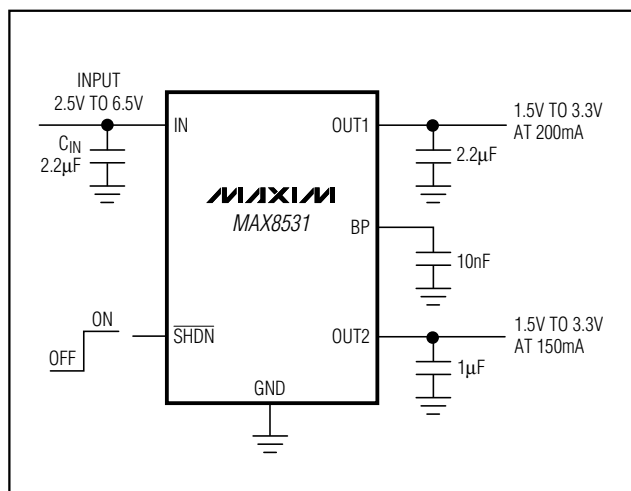 INPUT
2.5V TO 6.5V
IN
C_IN
2.2μF
OUT1
1.5V TO 3.3V
AT 200mA
2.2μF
MAXIM
MAX8531
BP
10nF
ON
OFF
SHDN
OUT2
1.5V TO 3.3V
AT 150mA
1μF
GND